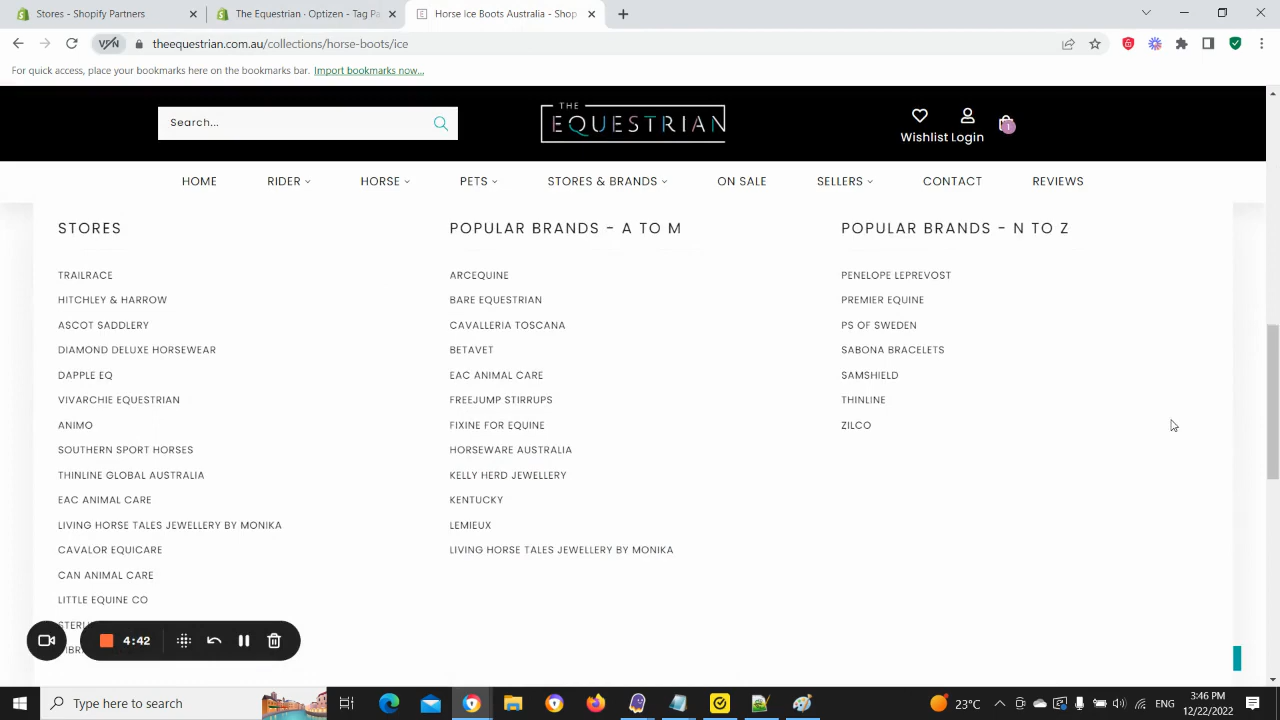 Shopify Partners
The Equestrian - Optizen - Tag Pa
Horse Ice Boots Australia - Shop
VPN
theequestrian.com.au/collections/horse-boots/ice
For quick access, place your bookmarks here on the bookmarks bar. Import bookmarks now...
Search...
THE
EQUESTRIAN
Wishlist Login
1
HOME RIDER HORSE PETS STORES & BRANDS ON SALE SELLERS CONTACT REVIEWS
STORES
TRAILRACE
HITCHLEY & HARROW
ASCOT SADDLERY
DIAMOND DELUXE HORSEWEAR
DAPPLE EQ
VIVARCHIE EQUESTRIAN
ANIMO
SOUTHERN SPORT HORSES
THINLINE GLOBAL AUSTRALIA
EAC ANIMAL CARE
LIVING HORSE TALES JEWELLERY BY MONIKA
CAVALOR EQUICARE
CAN ANIMAL CARE
LITTLE EQUINE CO
POPULAR BRANDS - A TO M
ARCEQUINE
BARE EQUESTRIAN
CAVALLERIA TOSCANA
BETAVET
EAC ANIMAL CARE
FREEJUMP STIRRUPS
FIXINE FOR EQUINE
HORSEWARE AUSTRALIA
KELLY HERD JEWELLERY
KENTUCKY
LEMIEUX
LIVING HORSE TALES JEWELLERY BY MONIKA
POPULAR BRANDS - N TO Z
PENELOPE LEPREVOST
PREMIER EQUINE
PS OF SWEDEN
SABONA BRACELETS
SAMSHIELD
THINLINE
ZILCO
4:42
Type here to search
23°C
ENG
3:46 PM
12/22/2022